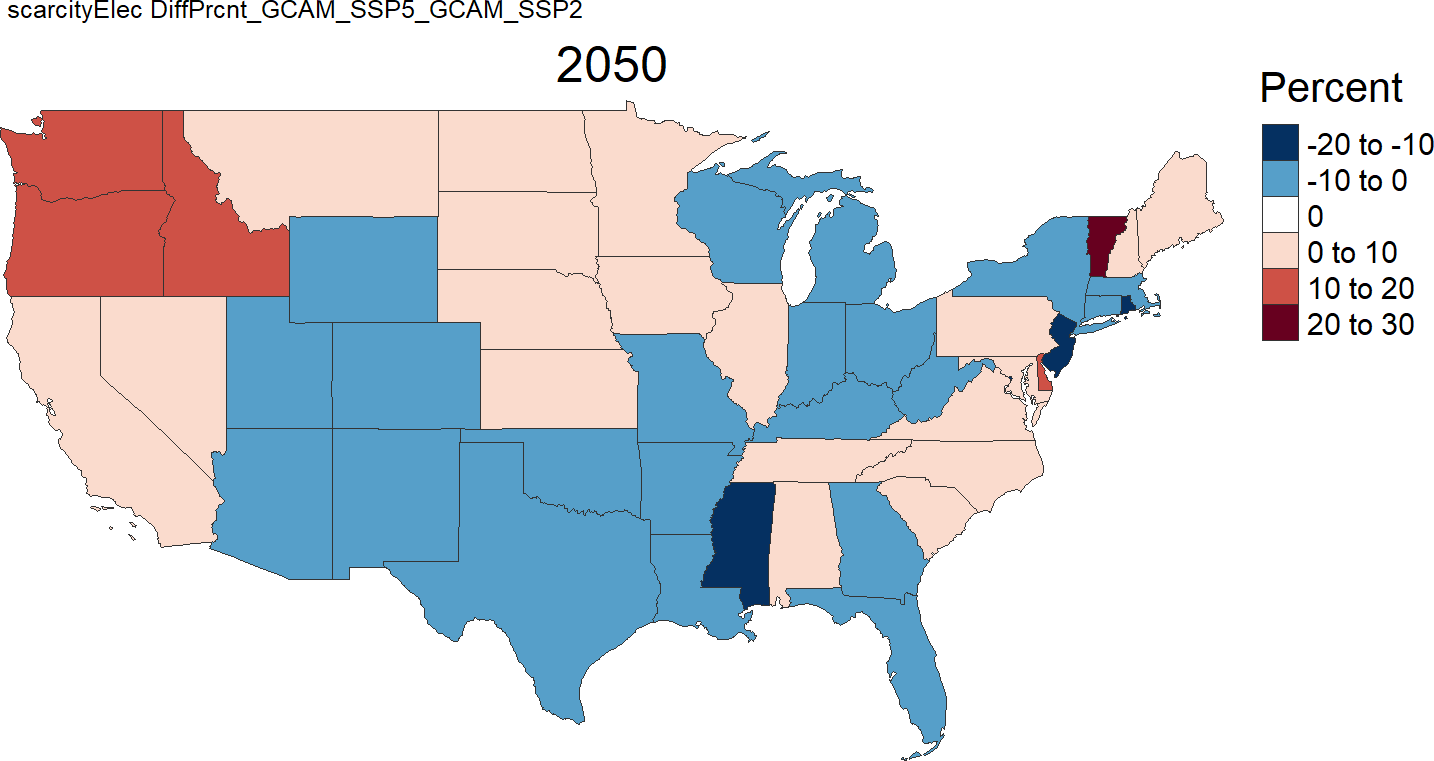 scarcityElec DiffPrcnt_GCAM_SSP5_GCAM_SSP2
2050
Percent
-20 to -10
-10 to 0
0
0 to 10
10 to 20
20 to 30